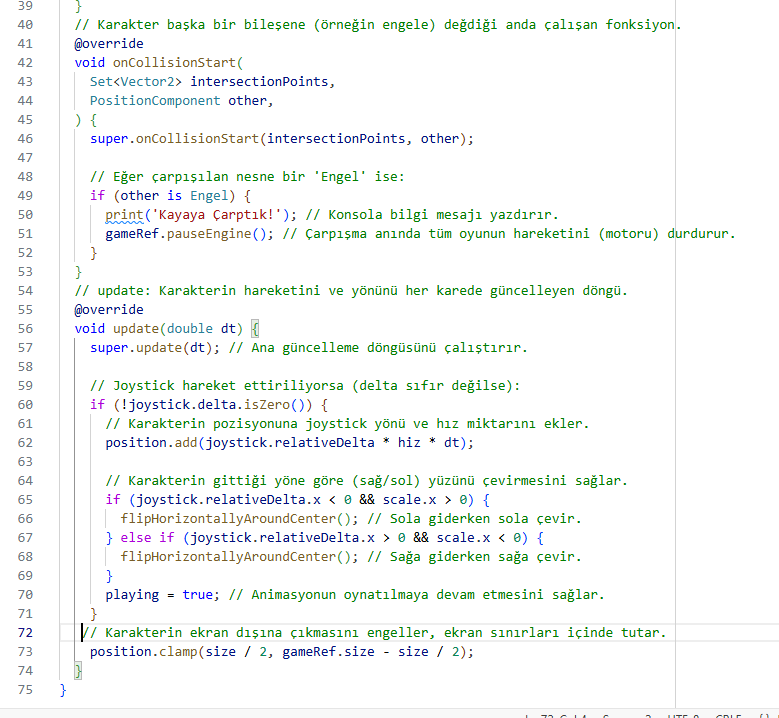 39 }
40 // Karakter başka bir bileşene (örneğin engele) değdiği anda çalışan fonksiyon.
41 @override
42 void onCollisionStart(
43 Set<Vector2> intersectionPoints,
44 PositionComponent other,
45 ) {
46 super.onCollisionStart(intersectionPoints, other);
47
48 // Eğer çarpışılan nesne bir 'Engel' ise:
49 if (other is Engel) {
50 print('Kayaya Çarptık!'); // Konsola bilgi mesajı yazdırır.
51 gameRef.pauseEngine(); // Çarpışma anında tüm oyunun hareketini (motoru) durdurur.
52 }
53 }
54 // update: Karakterin hareketini ve yönünü her karede güncelleyen döngü.
55 @override
56 void update(double dt) {
57 super.update(dt); // Ana güncelleme döngüsünü çalıştırır.
58
59 // Joystick hareket ettiriliyorsa (delta sıfır değilse):
60 if (!joystick.delta.isZero()) {
61 // Karakterin pozisyonuna joystick yönü ve hız miktarını ekler.
62 position.add(joystick.relativeDelta * hiz * dt);
63
64 // Karakterin gittiği yöne göre (sağ/sol) yüzünü çevirmesini sağlar.
65 if (joystick.relativeDelta.x < 0 && scale.x > 0) {
66 flipHorizontallyAroundCenter(); // Sola giderken sola çevir.
67 } else if (joystick.relativeDelta.x > 0 && scale.x < 0) {
68 flipHorizontallyAroundCenter(); // Sağa giderken sağa çevir.
69 }
70 playing = true; // Animasyonun oynatılmaya devam etmesini sağlar.
71 }
72 // Karakterin ekran dışına çıkmasını engeller, ekran sınırları içinde tutar.
73 position.clamp(size / 2, gameRef.size - size / 2);
74 }
75 }